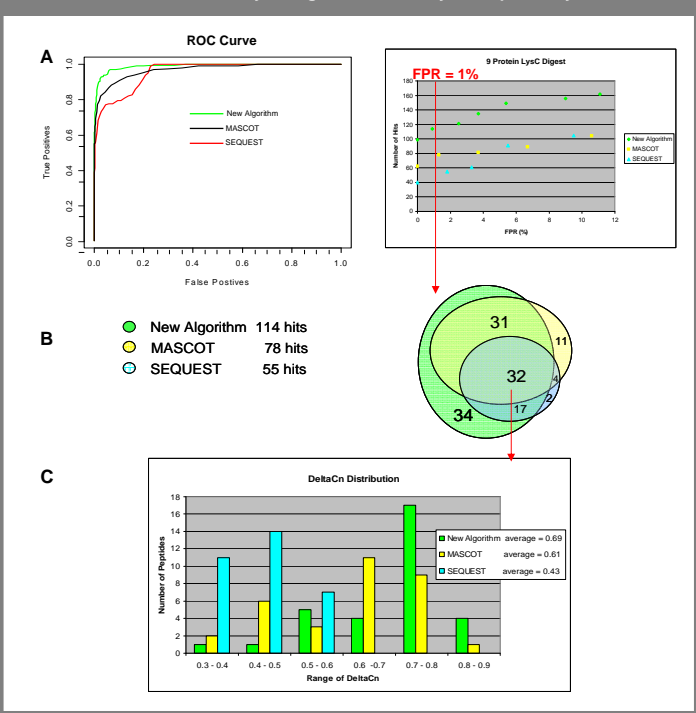 A
ROC Curve
True Positives
0.0 0.2 0.4 0.6 0.8 1.0
New Algorithm
MASCOT
SEQUEST
0.0 0.2 0.4 0.6 0.8 1.0
False Postives
9 Protein LysC Digest
FPR = 1%
Number of Hits
180
160
140
120
100
80
60
40
20
0
0 2 4 6 8 10 12
FPR (%)
New Algorithm
MASCOT
SEQUEST
B
New Algorithm 114 hits
MASCOT 78 hits
SEQUEST 55 hits
31
11
32
4
2
17
34
C
DeltaCn Distribution
Number of Peptides
18
16
14
12
10
8
6
4
2
0
New Algorithm average = 0.69
MASCOT average = 0.61
SEQUEST average = 0.43
0.3 - 0.4 0.4 - 0.5 0.5 - 0.6 0.6 -0.7 0.7 - 0.8 0.8 - 0.9
Range of DeltaCn